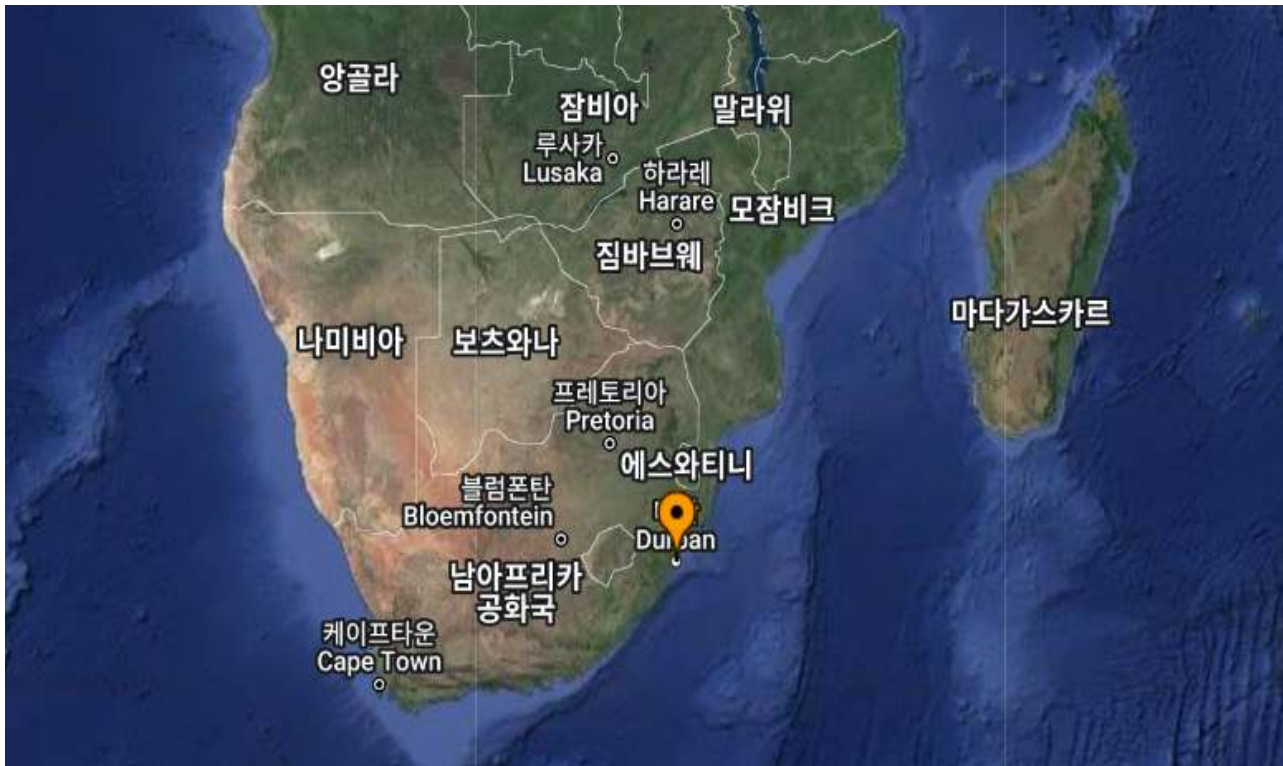 앙골라
잠비아
말라위
루사카
Lusaka
하라레
Harare
모잠비크
짐바브웨
마다가스카르
나미비아
보츠와나
프레토리아
Pretoria
에스와티니
블럼폰탄
Bloemfontein
남아프리카
공화국
케이프타운
Cape Town